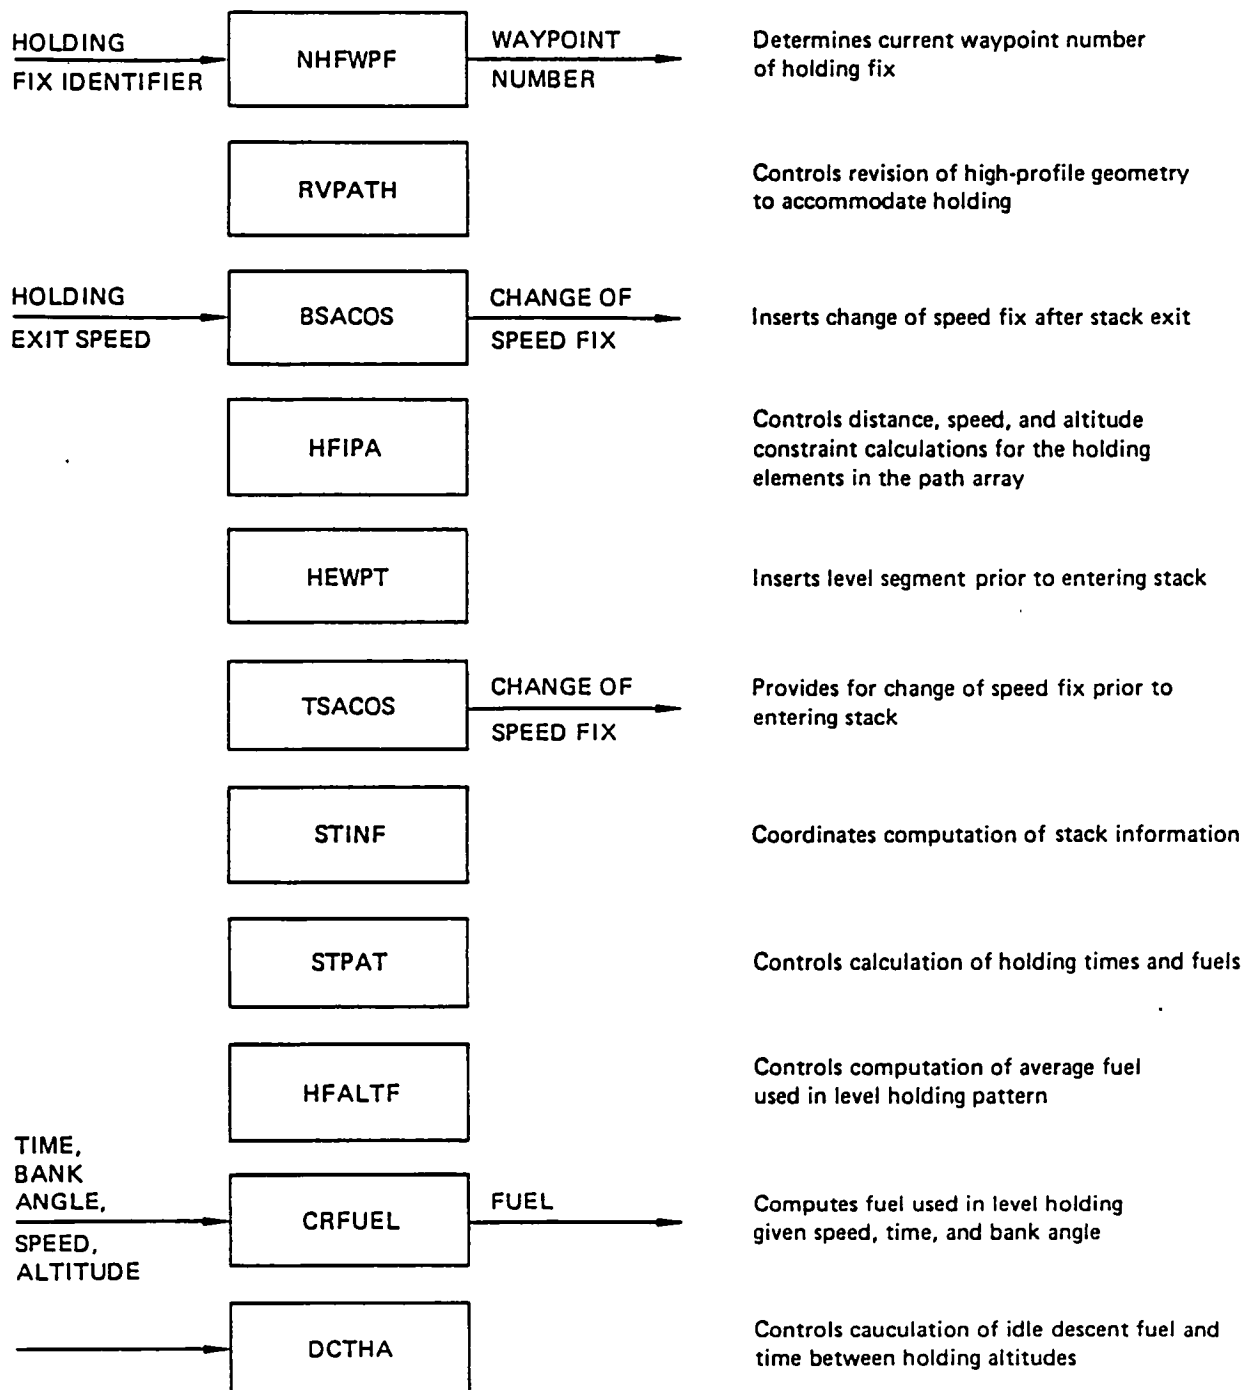 HOLDING
FIX IDENTIFIER
NHFWPF
WAYPOINT
NUMBER
Determines current waypoint number
of holding fix
RVPATH
Controls revision of high-profile geometry
to accommodate holding
HOLDING
EXIT SPEED
BSACOS
CHANGE OF
SPEED FIX
Inserts change of speed fix after stack exit
HFIPA
Controls distance, speed, and altitude
constraint calculations for the holding
elements in the path array
HEWPT
Inserts level segment prior to entering stack
TSACOS
CHANGE OF
SPEED FIX
Provides for change of speed fix prior to
entering stack
STINF
Coordinates computation of stack information
STPAT
Controls calculation of holding times and fuels
HFALTF
Controls computation of average fuel
used in level holding pattern
TIME,
BANK
ANGLE,
SPEED,
ALTITUDE
CRFUEL
FUEL
Computes fuel used in level holding
given speed, time, and bank angle
DCTHA
Controls cauculation of idle descent fuel and
time between holding altitudes